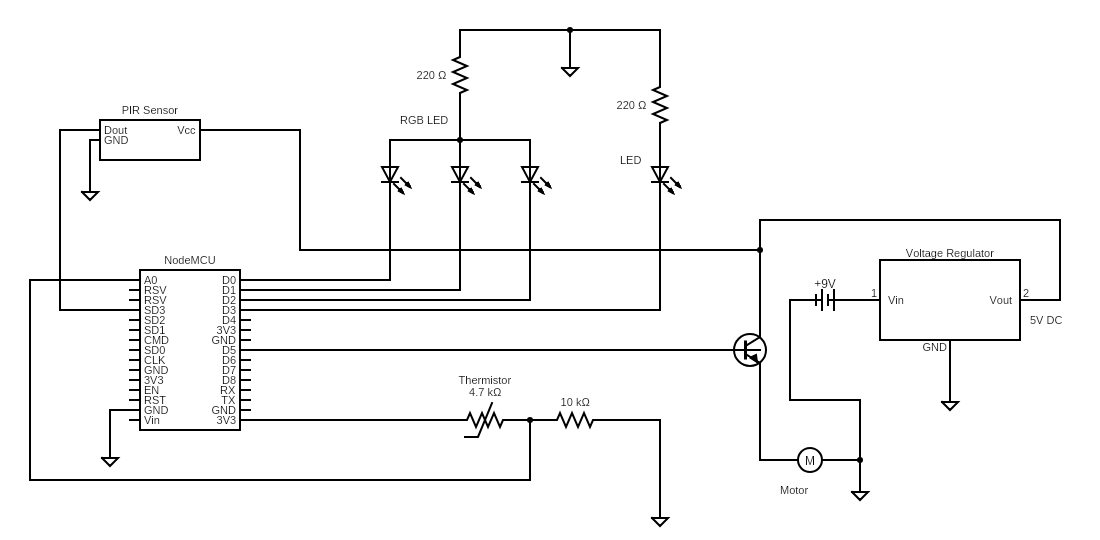 220 Ω
220 Ω
PIR Sensor
Dout
Vcc
GND
RGB LED
LED
NodeMCU
A0
D0
RSV
D1
RSV
D2
SD3
D3
SD2
D4
SD1
3V3
CMD
GND
SD0
D5
CLK
D6
GND
D7
3V3
D8
EN
RX
RST
TX
GND
GND
Vin
3V3
Thermistor
4.7 kΩ
10 kΩ
Voltage Regulator
+9V
1
Vin
Vout
2
5V DC
GND
M
Motor